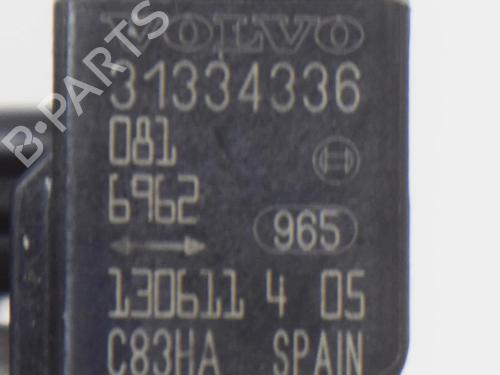 VOLVO
31334336
081
6962
965
130611 4 05
C83HA SPAIN
B-PARTS